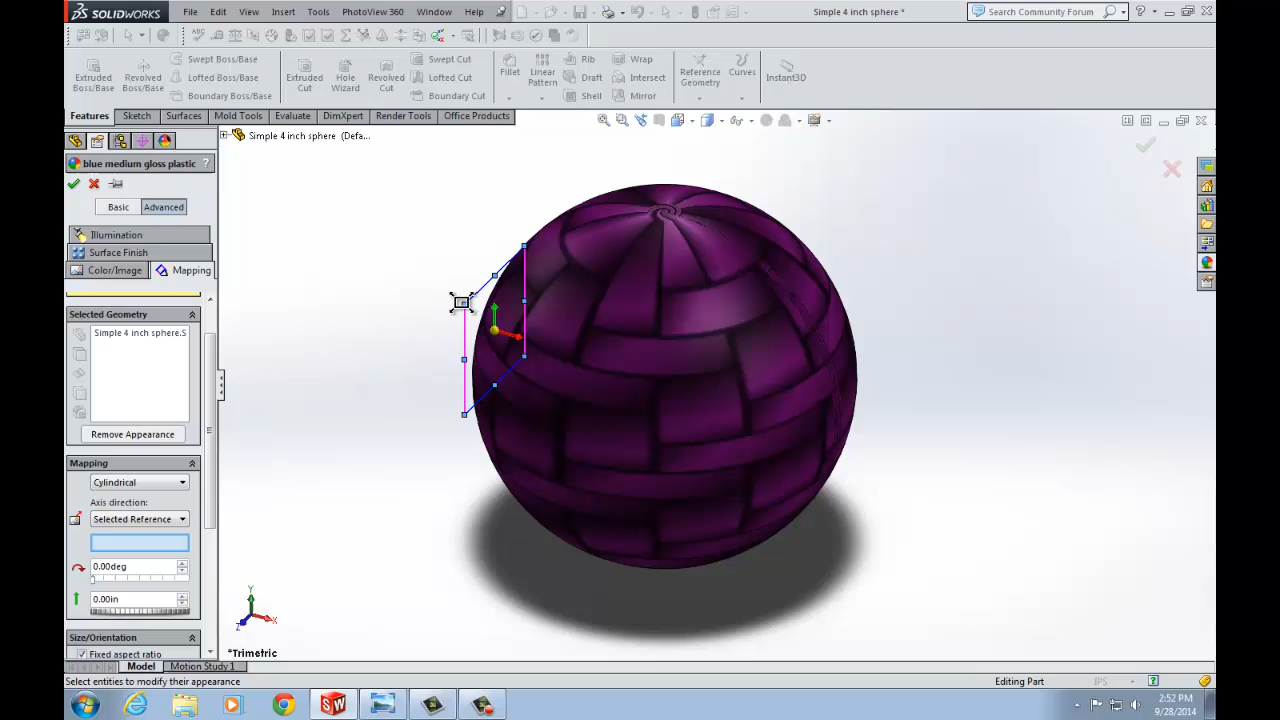 SOLIDWORKS File Edit View Insert Tools PhotoView 360 Window Help Simple 4 inch sphere * Search Community Forum
Extruded Boss/Base
Revolved Boss/Base
Swept Boss/Base
Lofted Boss/Base
Boundary Boss/Base
Extruded Cut
Hole Wizard
Revolved Cut
Swept Cut
Lofted Cut
Boundary Cut
Fillet
Linear Pattern
Rib
Draft
Shell
Wrap
Intersect
Mirror
Reference Geometry
Curves
Instant3D
Features Sketch Surfaces Mold Tools Evaluate DimXpert Render Tools Office Products
Simple 4 inch sphere (Defa...
blue medium gloss plastic ?
Basic Advanced
Illumination
Surface Finish
Color/Image Mapping
Selected Geometry
Simple 4 inch sphere.S
Remove Appearance
Mapping
Cylindrical
Axis direction:
Selected Reference
0.00deg
0.00in
Size/Orientation
Fixed aspect ratio
Y
X
Z
*Trimetric
Model Motion Study 1
Select entities to modify their appearance Editing Part IPS
2:52 PM
9/28/2014